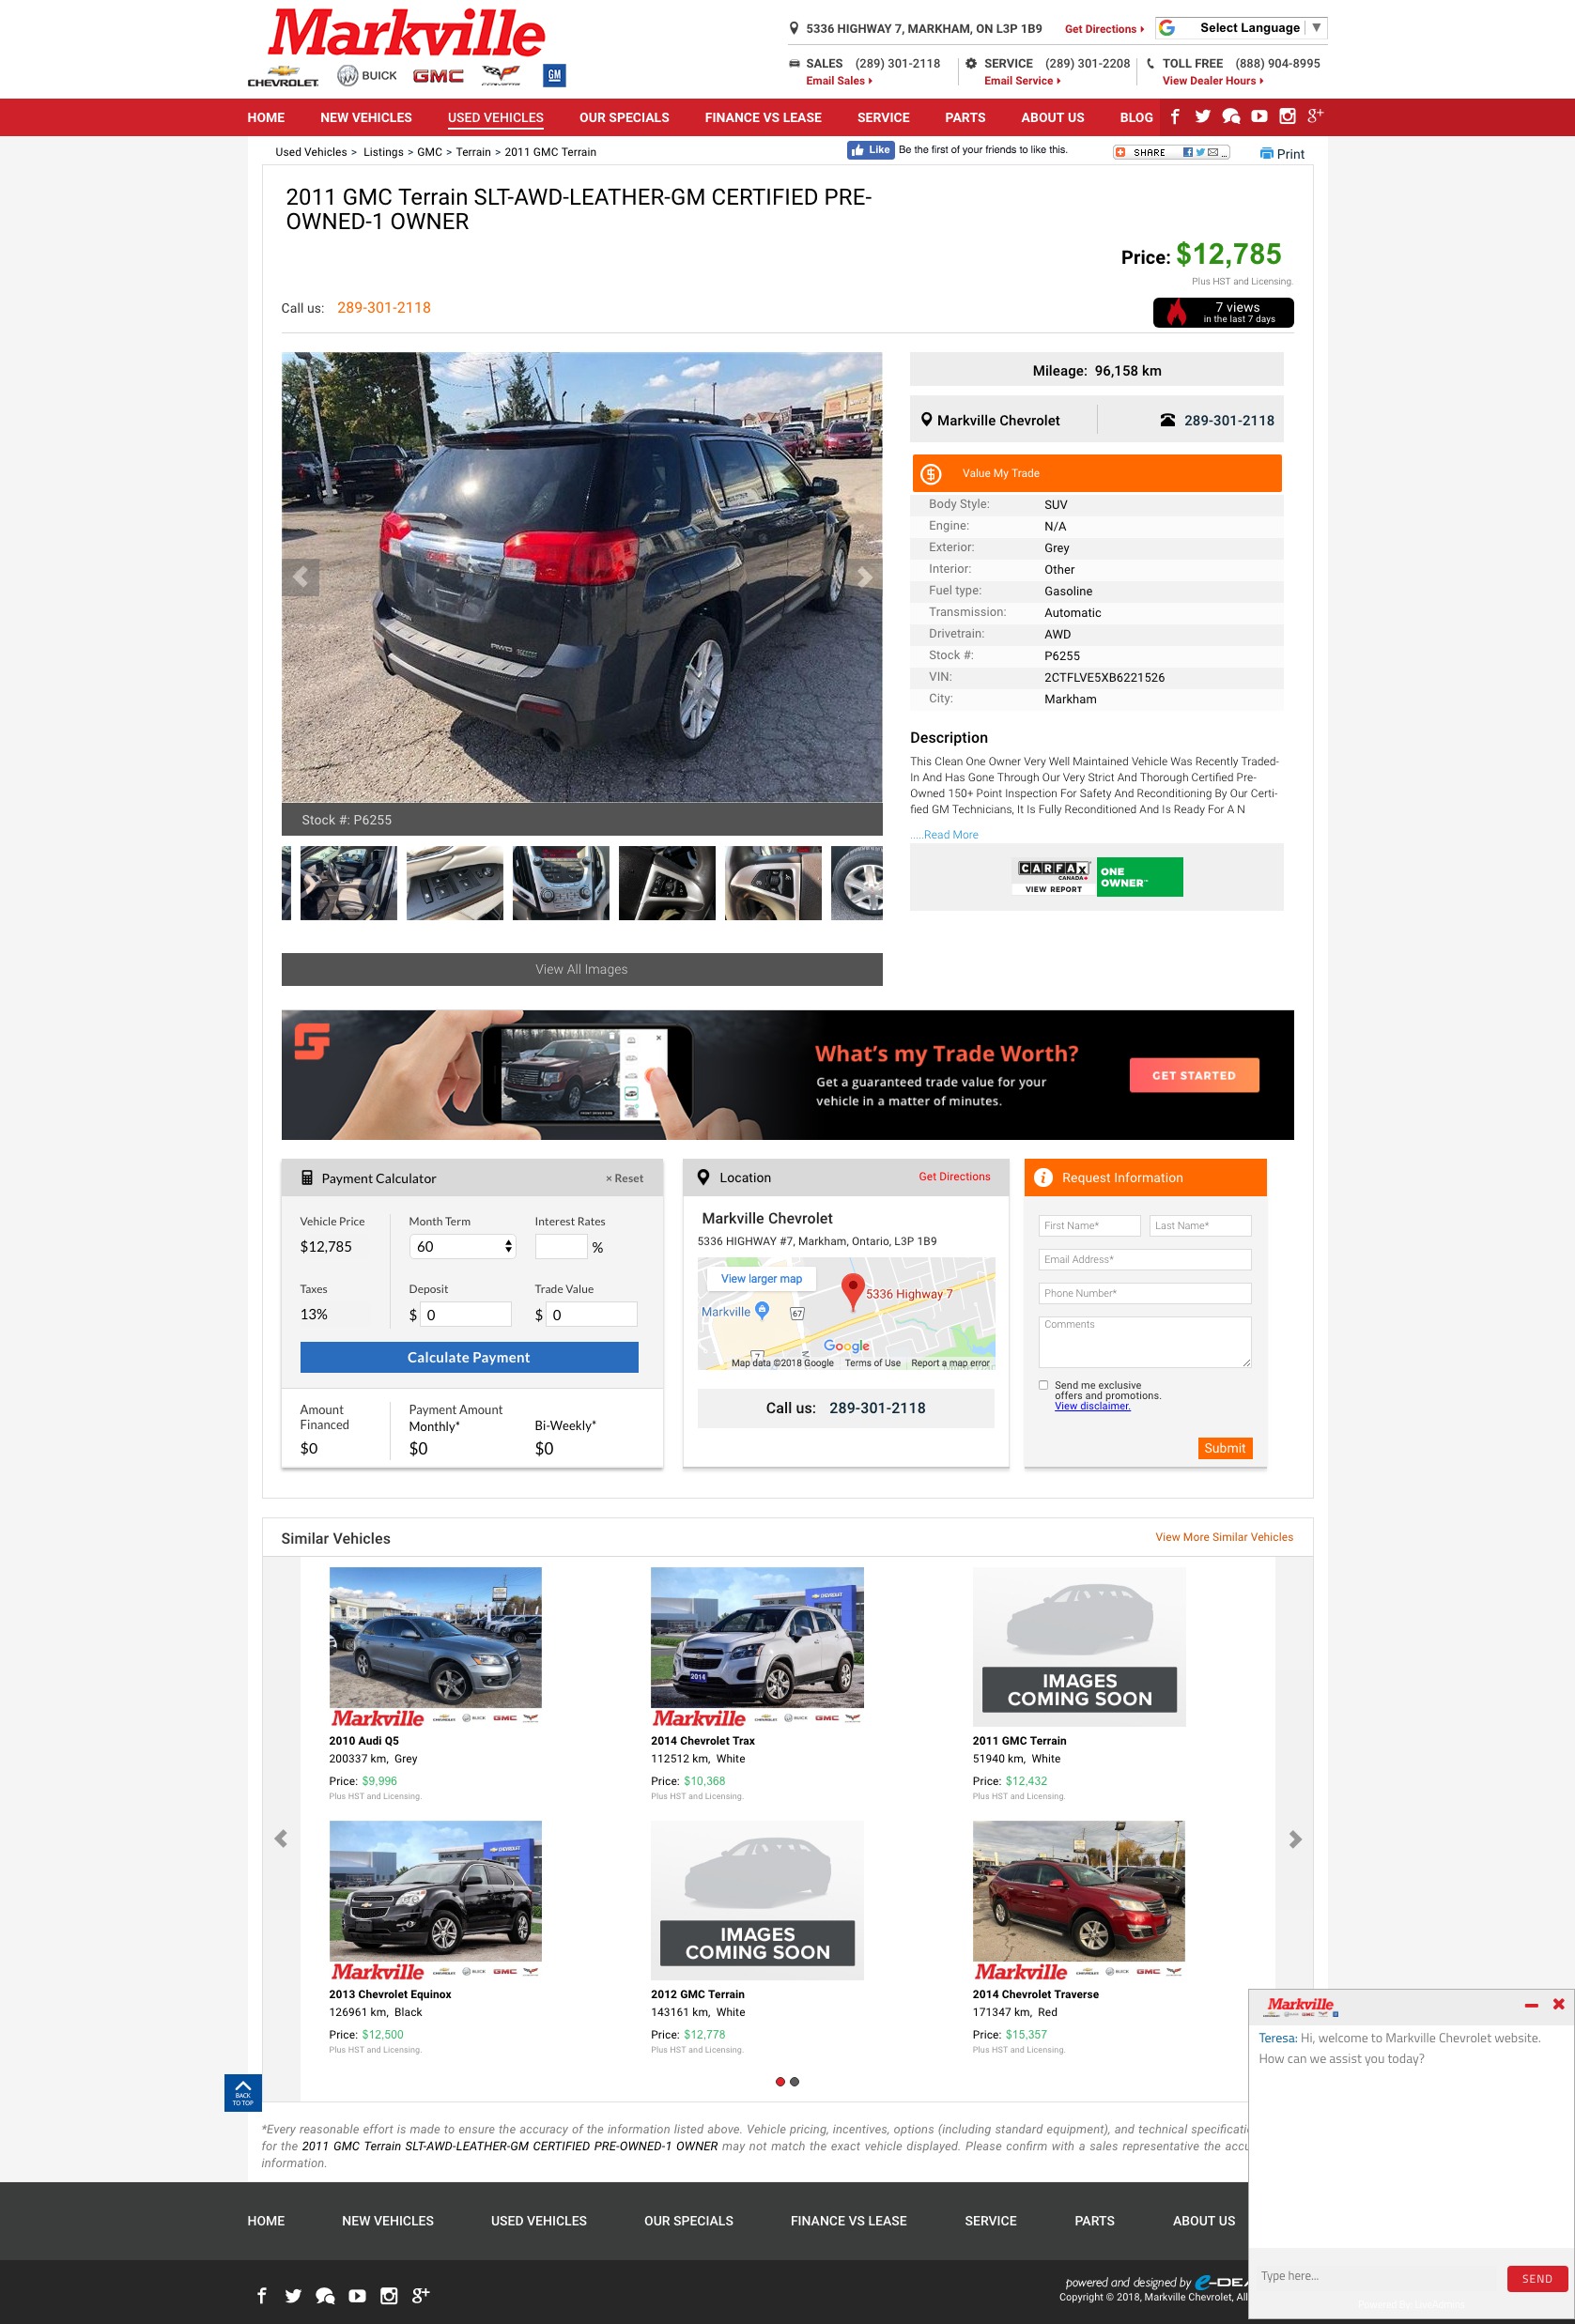 Markville
5336 HIGHWAY 7, MARKHAM, ON L3P 1B9
Get Directions
Select Language ▼
CHEVROLET BUICK GMC CORVETTE GM
SALES (289) 301-2118
Email Sales
SERVICE (289) 301-2208
Email Service
TOLL FREE (888) 904-8995
View Dealer Hours
HOME NEW VEHICLES USED VEHICLES OUR SPECIALS FINANCE VS LEASE SERVICE PARTS ABOUT US BLOG
Used Vehicles > Listings > GMC > Terrain > 2011 GMC Terrain
Like Be the first of your friends to like this.
SHARE ...
Print
2011 GMC Terrain SLT-AWD-LEATHER-GM CERTIFIED PRE-
OWNED-1 OWNER
Price: $12,785
Plus HST and Licensing.
Call us: 289-301-2118
7 views
in the last 7 days
GMC
AWD
Stock #: P6255
View All Images
Mileage: 96,158 km
Markville Chevrolet
289-301-2118
Value My Trade
Body Style: SUV
Engine: N/A
Exterior: Grey
Interior: Other
Fuel type: Gasoline
Transmission: Automatic
Drivetrain: AWD
Stock #: P6255
VIN: 2CTFLVE5XB6221526
City: Markham
Description
This Clean One Owner Very Well Maintained Vehicle Was Recently Traded-
In And Has Gone Through Our Very Strict And Thorough Certified Pre-
Owned 150+ Point Inspection For Safety And Reconditioning By Our Certi-
fied GM Technicians, It Is Fully Reconditioned And Is Ready For A N
.....Read More
CARFAX CANADA
VIEW REPORT
ONE
OWNER™
What's my Trade Worth?
Get a guaranteed trade value for your
vehicle in a matter of minutes.
GET STARTED
Payment Calculator
× Reset
Vehicle Price Month Term Interest Rates
$12,785 60 %
Taxes Deposit Trade Value
13% $ 0 $ 0
Calculate Payment
Amount
Financed
$0
Payment Amount
Monthly* Bi-Weekly*
$0 $0
Location
Get Directions
Markville Chevrolet
5336 HIGHWAY #7, Markham, Ontario, L3P 1B9
View larger map
5336 Highway 7
Markville
67
7
Google
Map data ©2018 Google Terms of Use Report a map error
Call us: 289-301-2118
Request Information
First Name* Last Name*
Email Address*
Phone Number*
Comments
Send me exclusive
offers and promotions.
View disclaimer.
Submit
Similar Vehicles
View More Similar Vehicles
CHEVROLET
2014
IMAGES
COMING SOON
Markville BUICK GMC
Markville BUICK GMC
2010 Audi Q5
200337 km, Grey
Price: $9,996
Plus HST and Licensing.
2014 Chevrolet Trax
112512 km, White
Price: $10,368
Plus HST and Licensing.
2011 GMC Terrain
51940 km, White
Price: $12,432
Plus HST and Licensing.
CHEVROLET
IMAGES
COMING SOON
Markville BUICK GMC
Markville BUICK GMC
2013 Chevrolet Equinox
126961 km, Black
Price: $12,500
Plus HST and Licensing.
2012 GMC Terrain
143161 km, White
Price: $12,778
Plus HST and Licensing.
2014 Chevrolet Traverse
171347 km, Red
Price: $15,357
Plus HST and Licensing.
BACK
TO TOP
*Every reasonable effort is made to ensure the accuracy of the information listed above. Vehicle pricing, incentives, options (including standard equipment), and technical specificati
for the 2011 GMC Terrain SLT-AWD-LEATHER-GM CERTIFIED PRE-OWNED-1 OWNER may not match the exact vehicle displayed. Please confirm with a sales representative the accu
information.
Markville
Teresa: Hi, welcome to Markville Chevrolet website.
How can we assist you today?
Type here...
SEND
HOME NEW VEHICLES USED VEHICLES OUR SPECIALS FINANCE VS LEASE SERVICE PARTS ABOUT US
powered and designed by e-DEA
Copyright © 2018, Markville Chevrolet, All